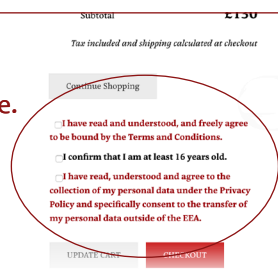 Subtotal £130
Tax included and shipping calculated at checkout
Continue Shopping
e.
I have read and understood, and freely agree
to be bound by the Terms and Conditions.
I confirm that I am at least 16 years old.
I have read, understood and agree to the
collection of my personal data under the Privacy
Policy and specifically consent to the transfer of
my personal data outside of the EEA.
UPDATE CART CHECKOUT